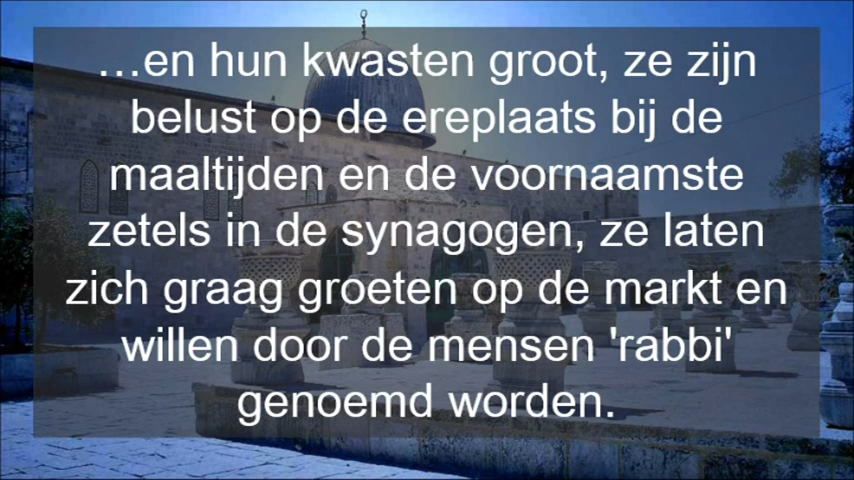 …en hun kwasten groot, ze zijn
belust op de ereplaats bij de
maaltijden en de voornaamste
zetels in de synagogen, ze laten
zich graag groeten op de markt en
willen door de mensen 'rabbi'
genoemd worden.